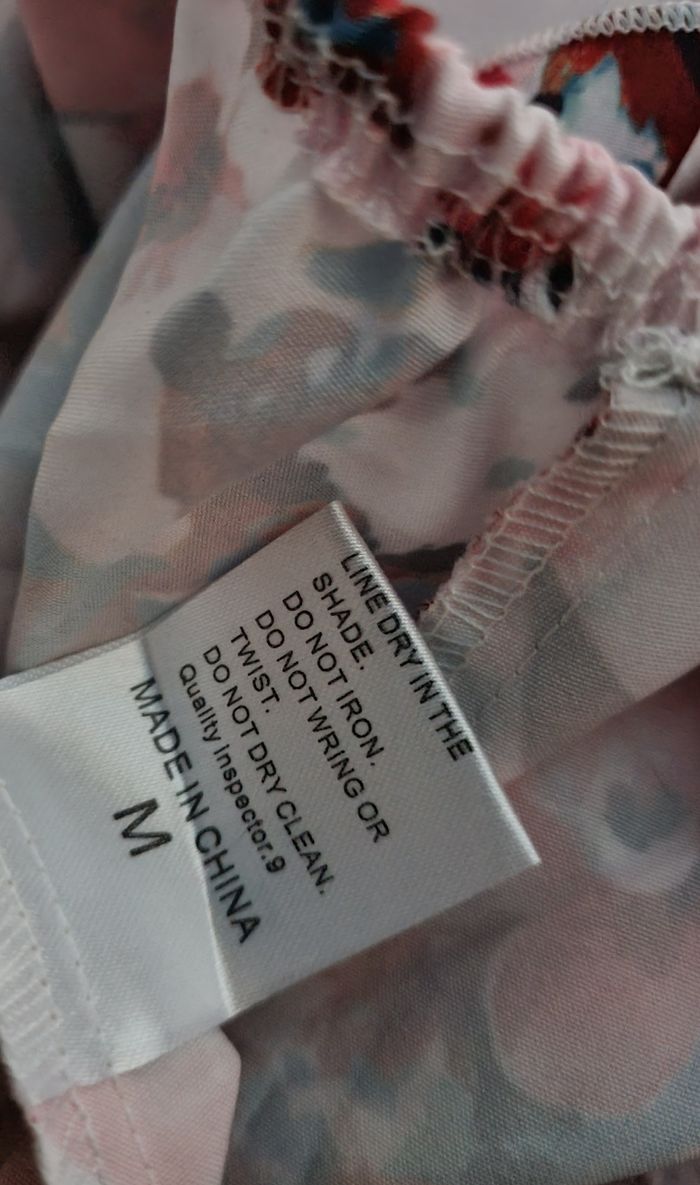 LINE DRY IN THE
SHADE.
DO NOT IRON.
DO NOT WRING OR
TWIST.
DO NOT DRY CLEAN.
Quality Inspector.9
MADE IN CHINA
M